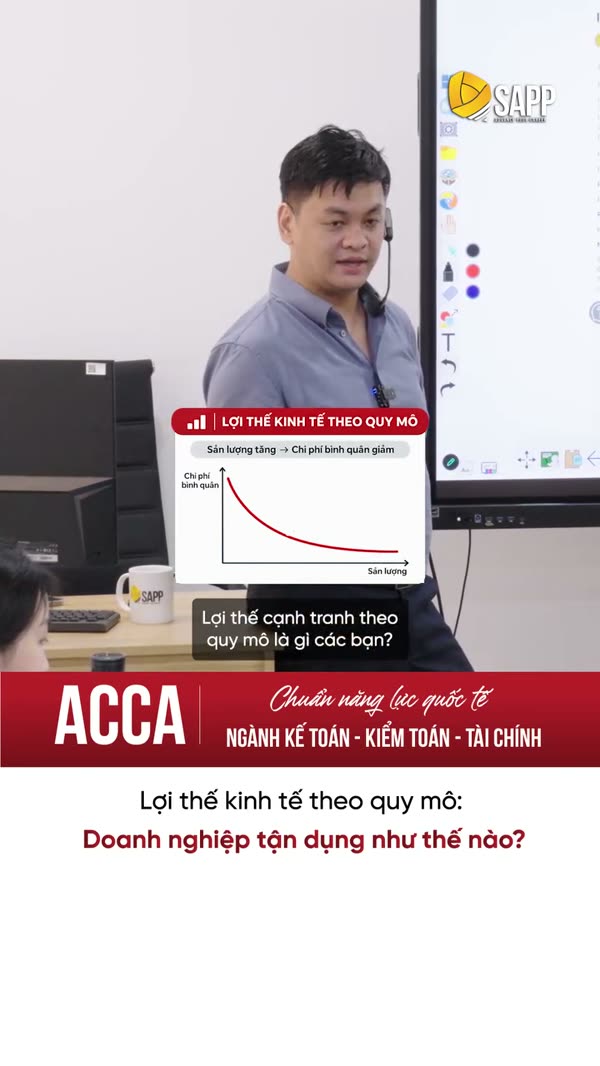 SAPP
LỢI THẾ KINH TẾ THEO QUY MÔ
Sản lượng tăng → Chi phí bình quân giảm
Chi phí
bình quân
Sản lượng
SAPP
Lợi thế cạnh tranh theo
quy mô là gì các bạn?
ACCA
Chuẩn năng lực quốc tế
NGÀNH KẾ TOÁN - KIỂM TOÁN - TÀI CHÍNH
Lợi thế kinh tế theo quy mô:
Doanh nghiệp tận dụng như thế nào?